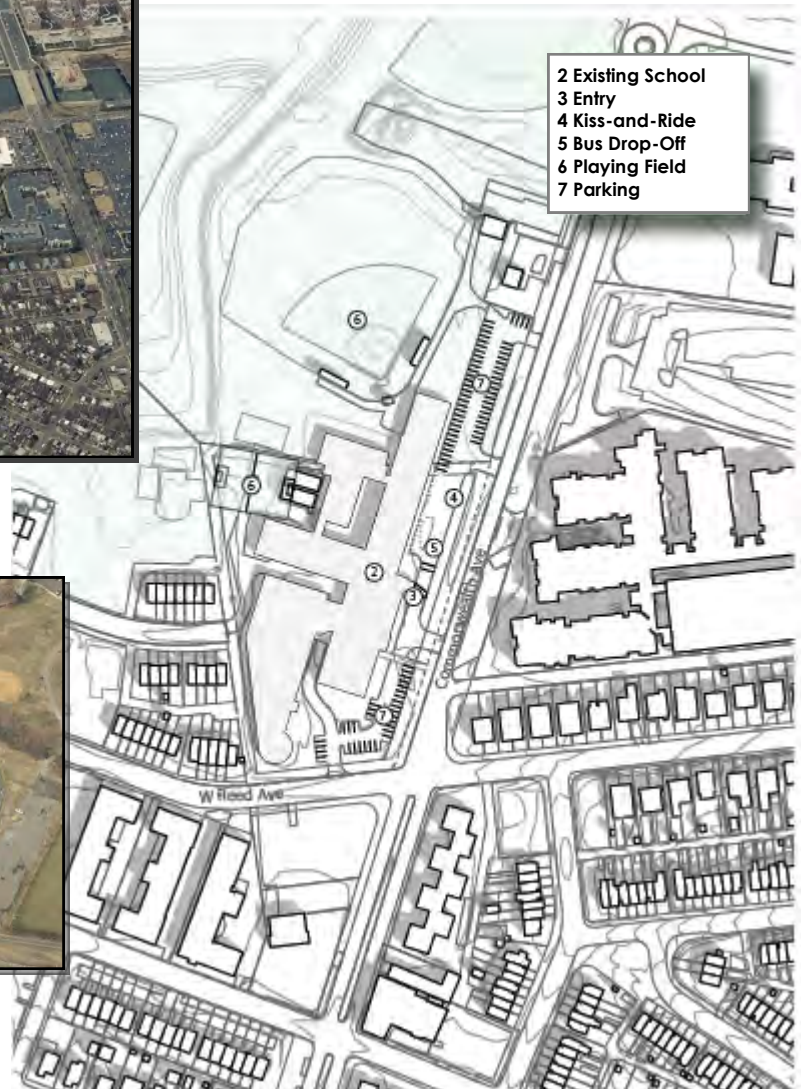 2 Existing School
3 Entry
4 Kiss-and-Ride
5 Bus Drop-Off
6 Playing Field
7 Parking
6
7
6
4
5
2
3
Commonwealth Ave
7
W Reed Ave